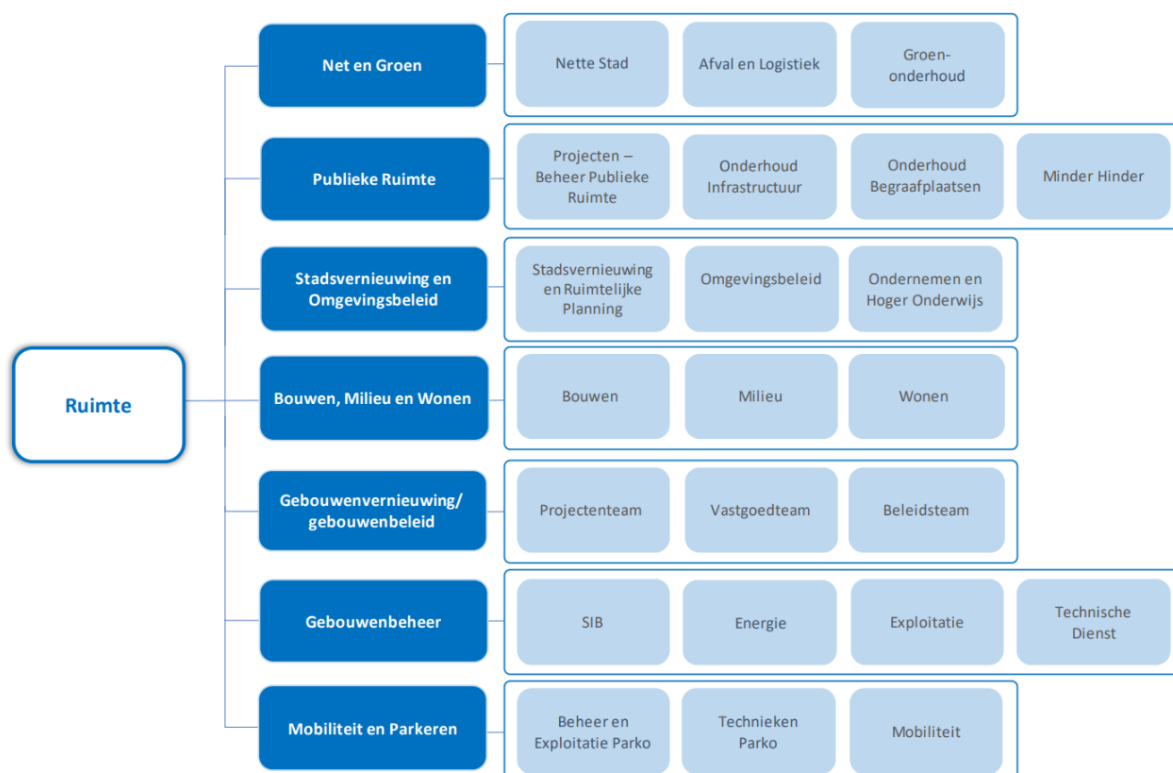 Ruimte
Net en Groen
Nette Stad
Afval en Logistiek
Groen-
onderhoud
Publieke Ruimte
Projecten –
Beheer Publieke
Ruimte
Onderhoud
Infrastructuur
Onderhoud
Begraafplaatsen
Minder Hinder
Stadsvernieuwing en
Omgevingsbeleid
Stadsvernieuwing
en Ruimtelijke
Planning
Omgevingsbeleid
Ondernemen en
Hoger Onderwijs
Bouwen, Milieu en Wonen
Bouwen
Milieu
Wonen
Gebouwenvernieuwing/
gebouwenbeleid
Projectenteam
Vastgoedteam
Beleidsteam
Gebouwenbeheer
SIB
Energie
Exploitatie
Technische
Dienst
Mobiliteit en Parkeren
Beheer en
Exploitatie Parko
Technieken
Parko
Mobiliteit